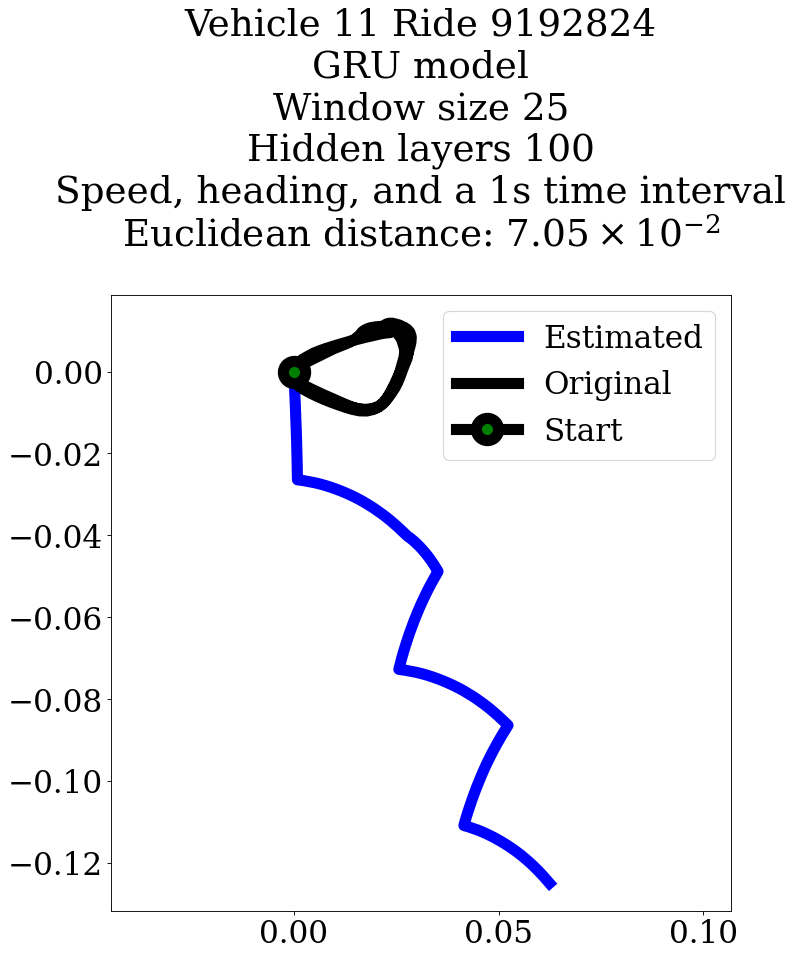 Vehicle 11 Ride 9192824
GRU model
Window size 25
Hidden layers 100
Speed, heading, and a 1s time interval
Euclidean distance: 7.05 × 10⁻²
Estimated
Original
Start
0.00
−0.02
−0.04
−0.06
−0.08
−0.10
−0.12
0.00 0.05 0.10